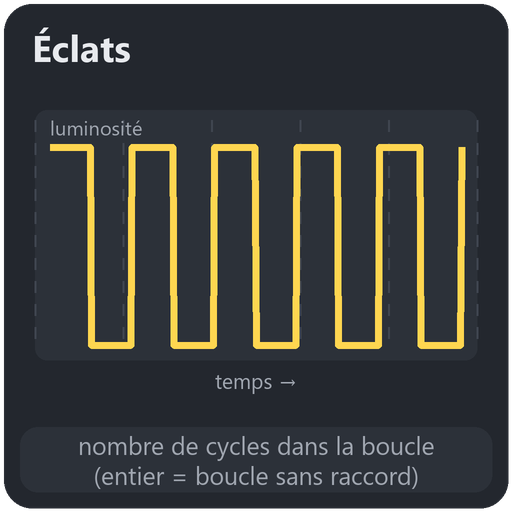 Éclats
luminosité
temps →
nombre de cycles dans la boucle
(entier = boucle sans raccord)